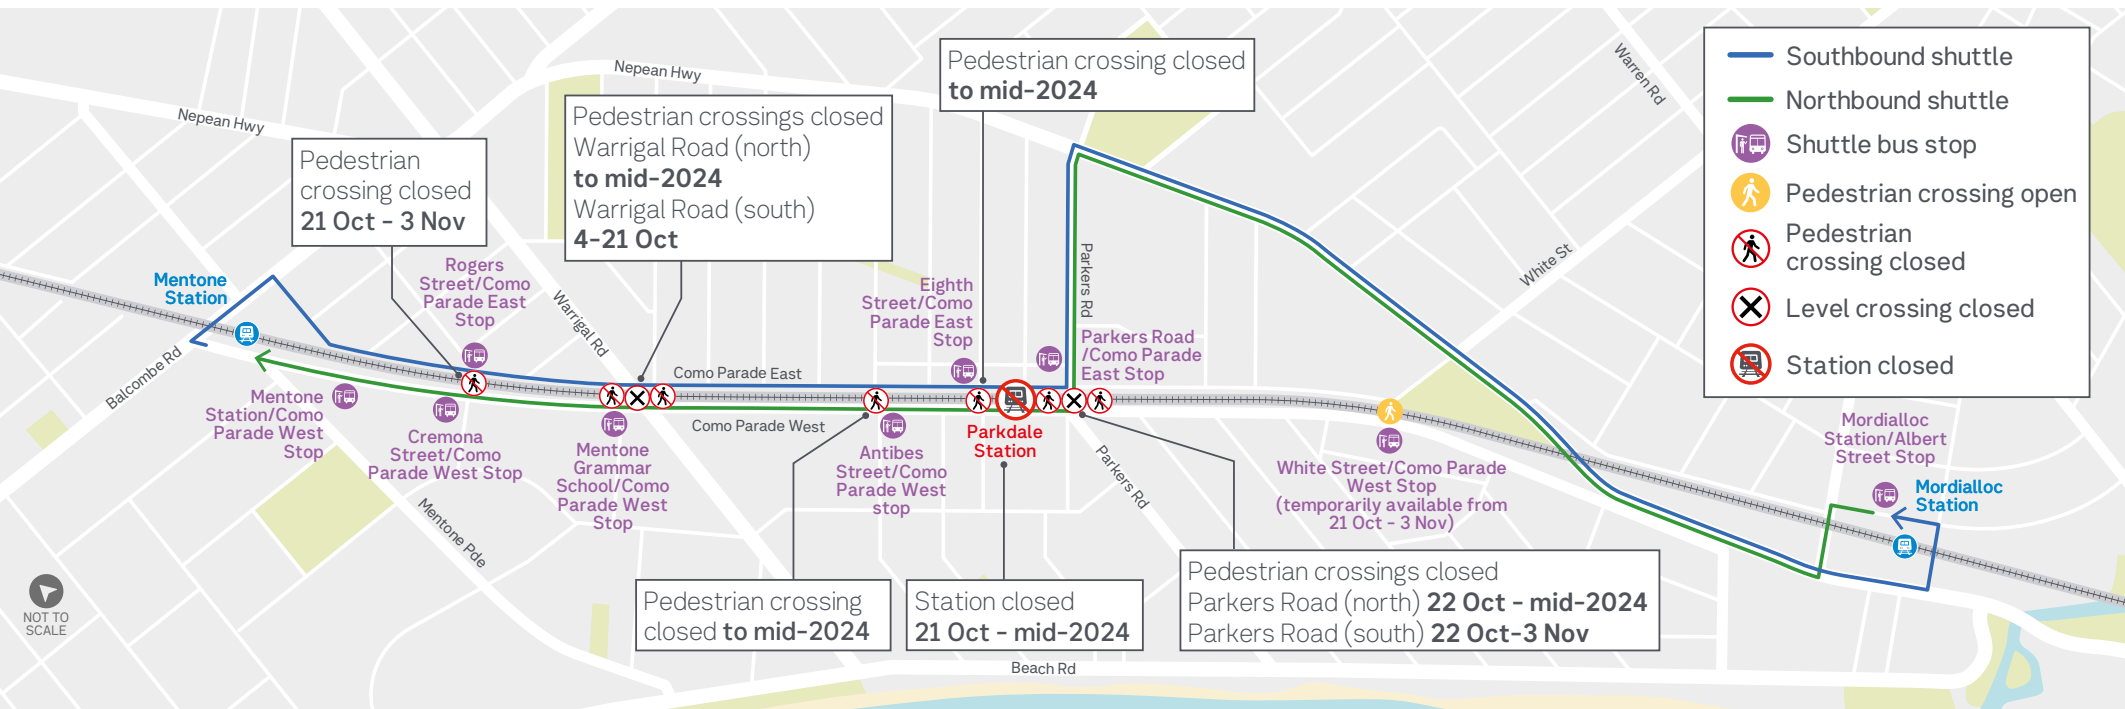 Southbound shuttle
Northbound shuttle
Shuttle bus stop
Pedestrian crossing open
Pedestrian
crossing closed
Level crossing closed
Station closed
Nepean Hwy
Nepean Hwy
Warren Rd
White St
Pedestrian crossing closed
to mid-2024
Pedestrian crossings closed
Warrigal Road (north)
to mid-2024
Warrigal Road (south)
4-21 Oct
Pedestrian
crossing closed
21 Oct - 3 Nov
Mentone
Station
Rogers
Street/Como
Parade East
Stop
Warrigal Rd
Eighth
Street/Como
Parade East
Stop
Parkers Rd
Parkers Road
/Como Parade
East Stop
Balcombe Rd
Como Parade East
Como Parade West
Mentone
Station/Como
Parade West
Stop
Cremona
Street/Como
Parade West Stop
Mentone
Grammar
School/Como
Parade West
Stop
Antibes
Street/Como
Parade West
stop
Parkdale
Station
Parkers Rd
White Street/Como Parade
West Stop
(temporarily available from
21 Oct - 3 Nov)
Mordialloc
Station/Albert
Street Stop
Mordialloc
Station
Mentone Pde
Pedestrian crossing
closed to mid-2024
Station closed
21 Oct - mid-2024
Pedestrian crossings closed
Parkers Road (north) 22 Oct - mid-2024
Parkers Road (south) 22 Oct-3 Nov
NOT TO
SCALE
Beach Rd